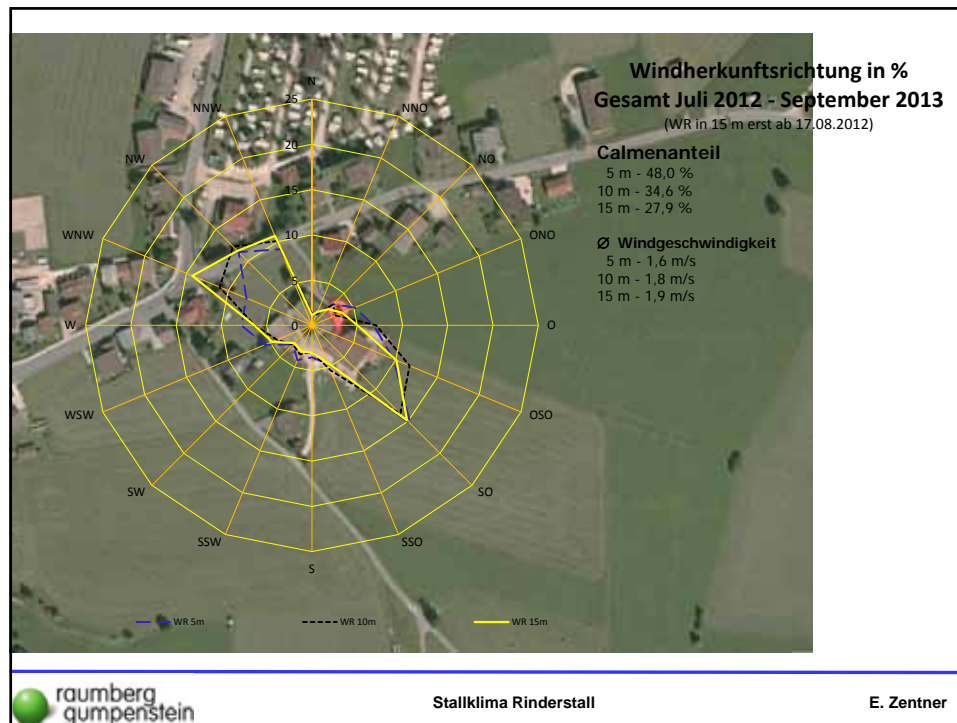 Windherkunftsrichtung in %
Gesamt Juli 2012 - September 2013
(WR in 15 m erst ab 17.08.2012)
Calmenanteil
5 m - 48,0 %
10 m - 34,6 %
15 m - 27,9 %
Ø Windgeschwindigkeit
5 m - 1,6 m/s
10 m - 1,8 m/s
15 m - 1,9 m/s
N
NNO
NO
ONO
O
OSO
SO
SSO
S
SSW
SW
WSW
W
WNW
NW
NNW
25
20
15
10
5
0
WR 5m
WR 10m
WR 15m
raumberg
gumpenstein
Stallklima Rinderstall
E. Zentner